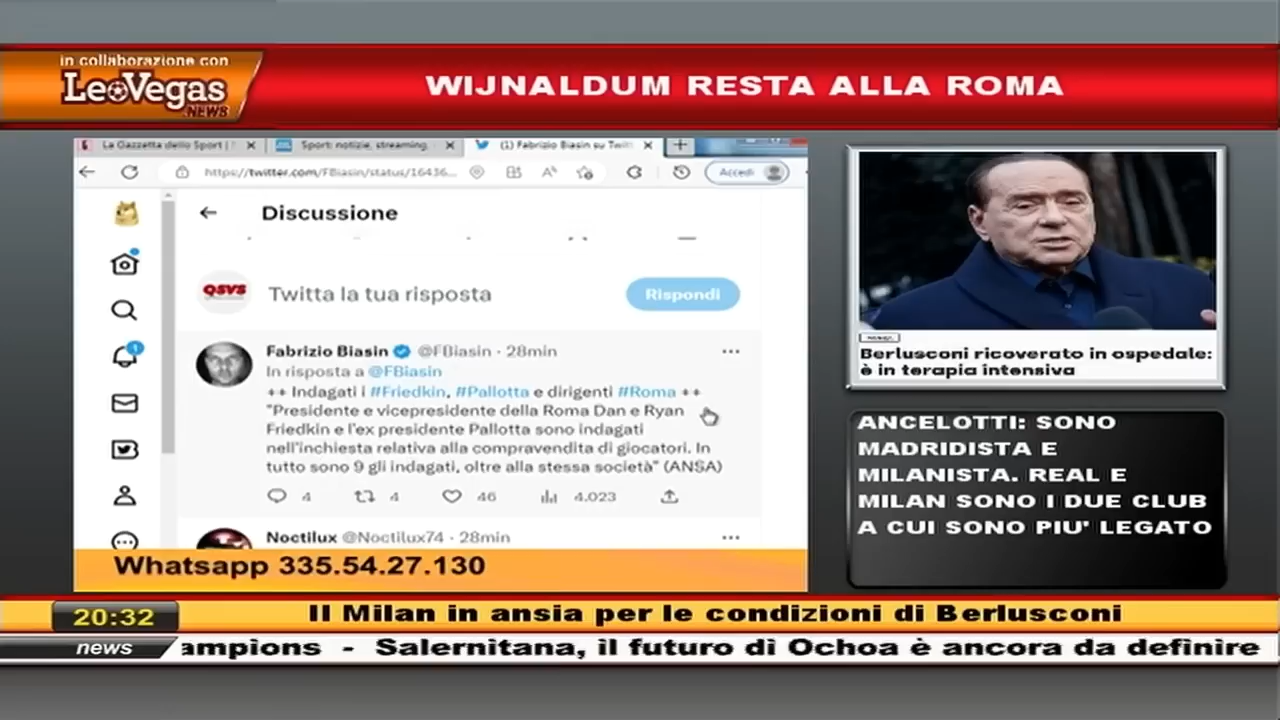 in collaborazione con
LeoVegas
.NEWS
WIJNALDUM RESTA ALLA ROMA
La Gazzetta dello Sport |
Sport: notizie, streaming,
(1) Fabrizio Biasin su Twitt
https://twitter.com/FBiasin/status/16436...
Accedi
Discussione
QSVS
Twitta la tua risposta
Rispondi
1
Fabrizio Biasin @FBiasin · 28min
In risposta a @FBiasin
++ Indagati i #Friedkin, #Pallotta e dirigenti #Roma ++
"Presidente e vicepresidente della Roma Dan e Ryan
Friedkin e l'ex presidente Pallotta sono indagati
nell'inchiesta relativa alla compravendita di giocatori. In
tutto sono 9 gli indagati, oltre alla stessa società" (ANSA)
4 4 46 4.023
Noctilux @Noctilux74 · 28min
Whatsapp 335.54.27.130
Berlusconi ricoverato in ospedale:
è in terapia intensiva
ANCELOTTI: SONO
MADRIDISTA E
MILANISTA. REAL E
MILAN SONO I DUE CLUB
A CUI SONO PIU' LEGATO
20:32
Il Milan in ansia per le condizioni di Berlusconi
news
ampions - Salernitana, il futuro di Ochoa è ancora da definire